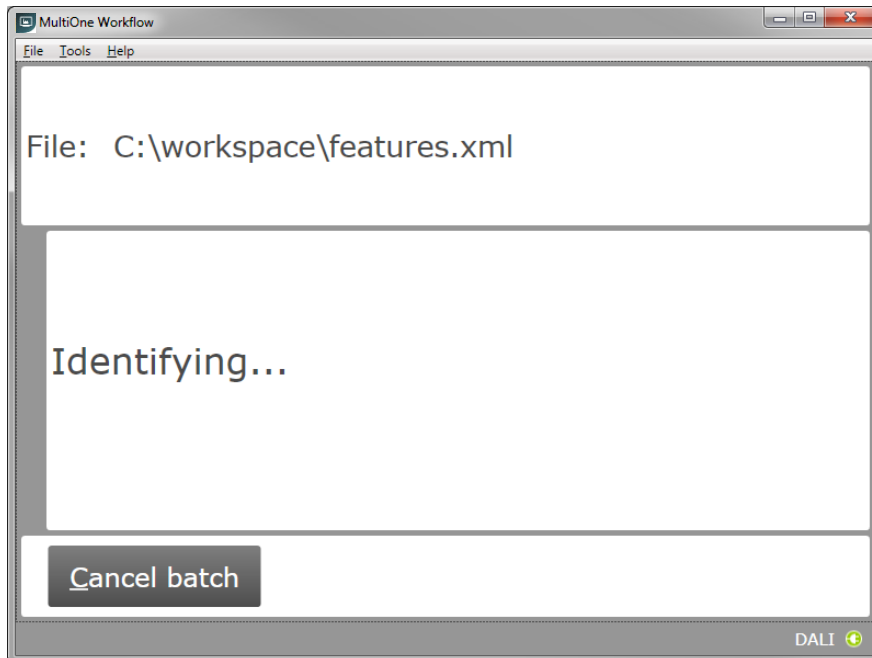 MultiOne Workflow
File Tools Help
File: C:\workspace\features.xml
Identifying...
Cancel batch
DALI